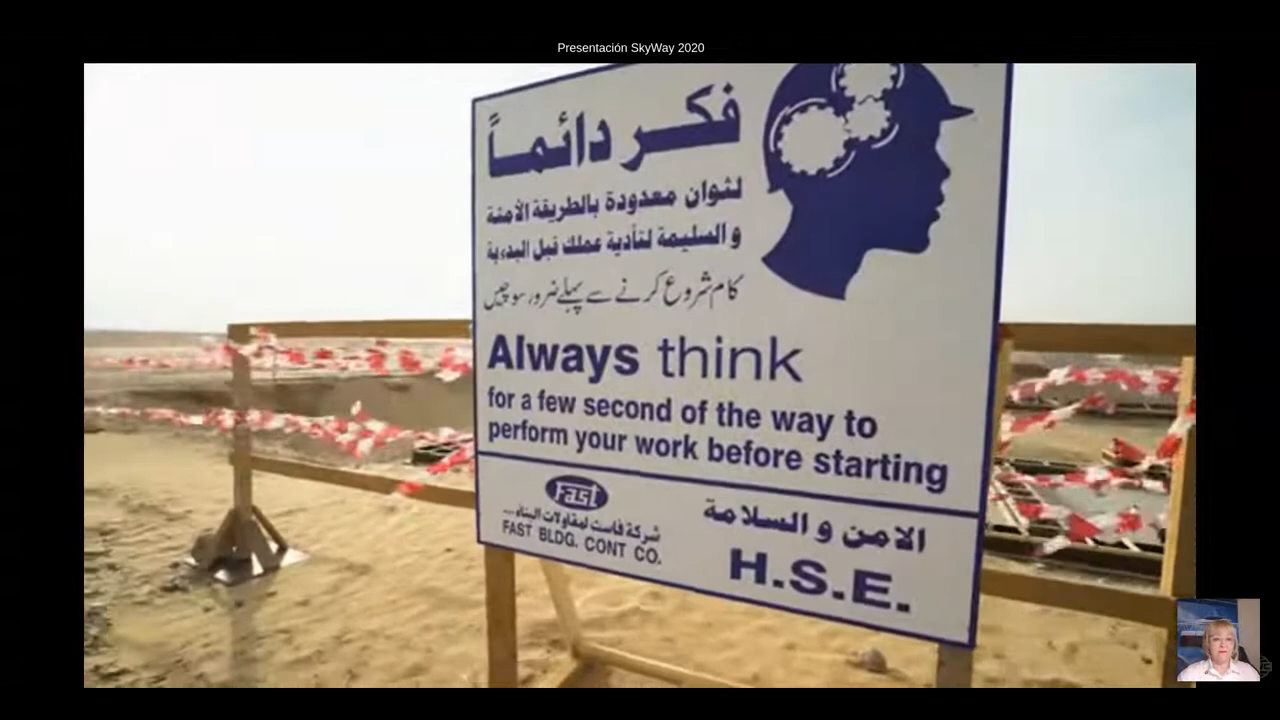 Presentación SkyWay 2020
فكر دائماً
لثوان معدودة بالطريقة الآمنة
و السليمة لتأدية عملك قبل البدء بة
کام شروع کرنے سے پہلے ضرور سوچیں
Always think
for a few second of the way to
perform your work before starting
Fast
شركة فاست لمقاولات البناء ...
FAST BLDG. CONT CO.
الامن و السلامة
H.S.E.